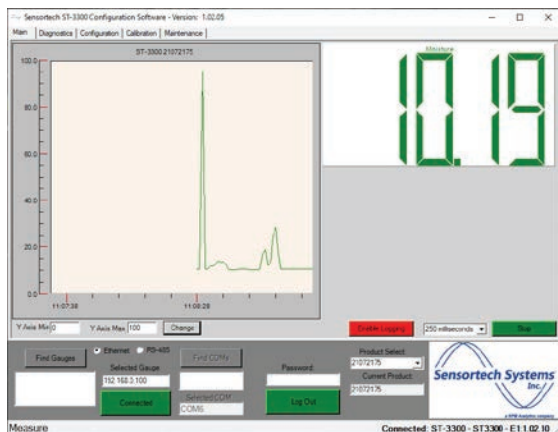 Sensortech ST-3300 Configuration Software - Version: 1.02.05
Main Diagnostics Configuration Calibration Maintenance
ST-3300 21072175
Moisture
10.19
100.0
80.0
60.0
40.0
20.0
0.0
11:07:38 11:08:28
Y Axis Min 0 Y Axis Max 100 Change
Enable Logging 250 milliseconds Stop
Find Gauges Ethernet RS-485 Find COMs
Selected Gauge
192.168.3.100
Connected
Selected COM
COM6
Password
Log Out
Product Select
21072175
Current Product
21072175
Sensortech Systems
Inc.
Measure Connected: ST-3300 - ST3300 - E1:1.02.10